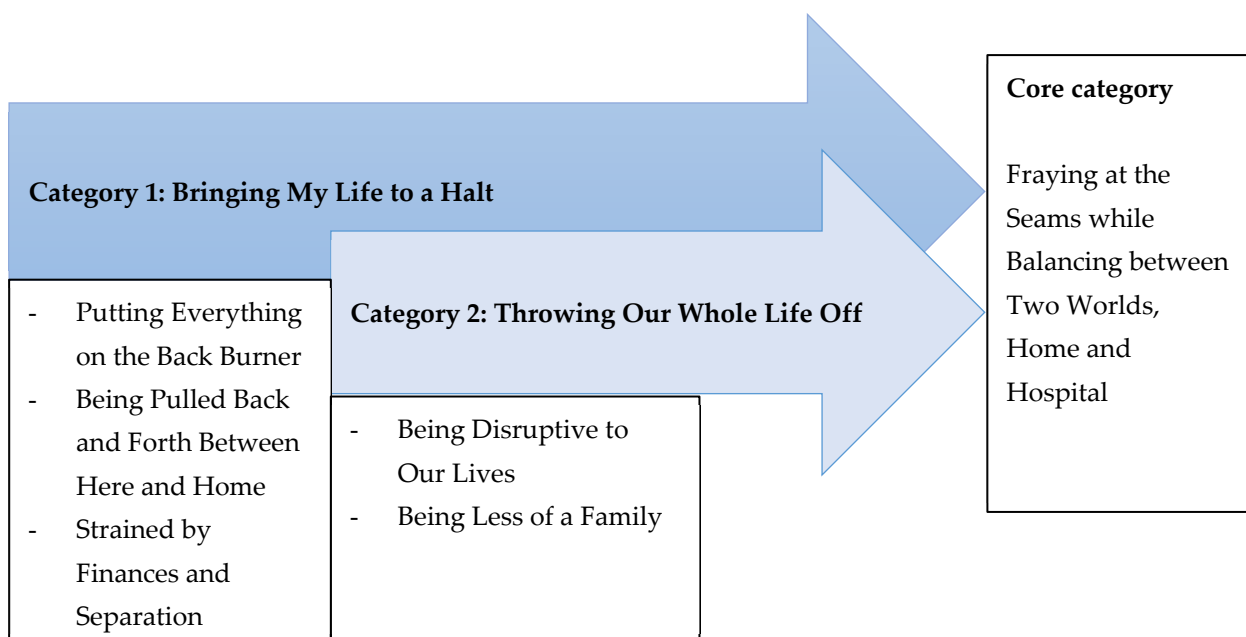 Category 1: Bringing My Life to a Halt
- Putting Everything
on the Back Burner
- Being Pulled Back
and Forth Between
Here and Home
- Strained by
Finances and
Separation
Category 2: Throwing Our Whole Life Off
- Being Disruptive to
Our Lives
- Being Less of a Family
Core category
Fraying at the
Seams while
Balancing between
Two Worlds,
Home and
Hospital